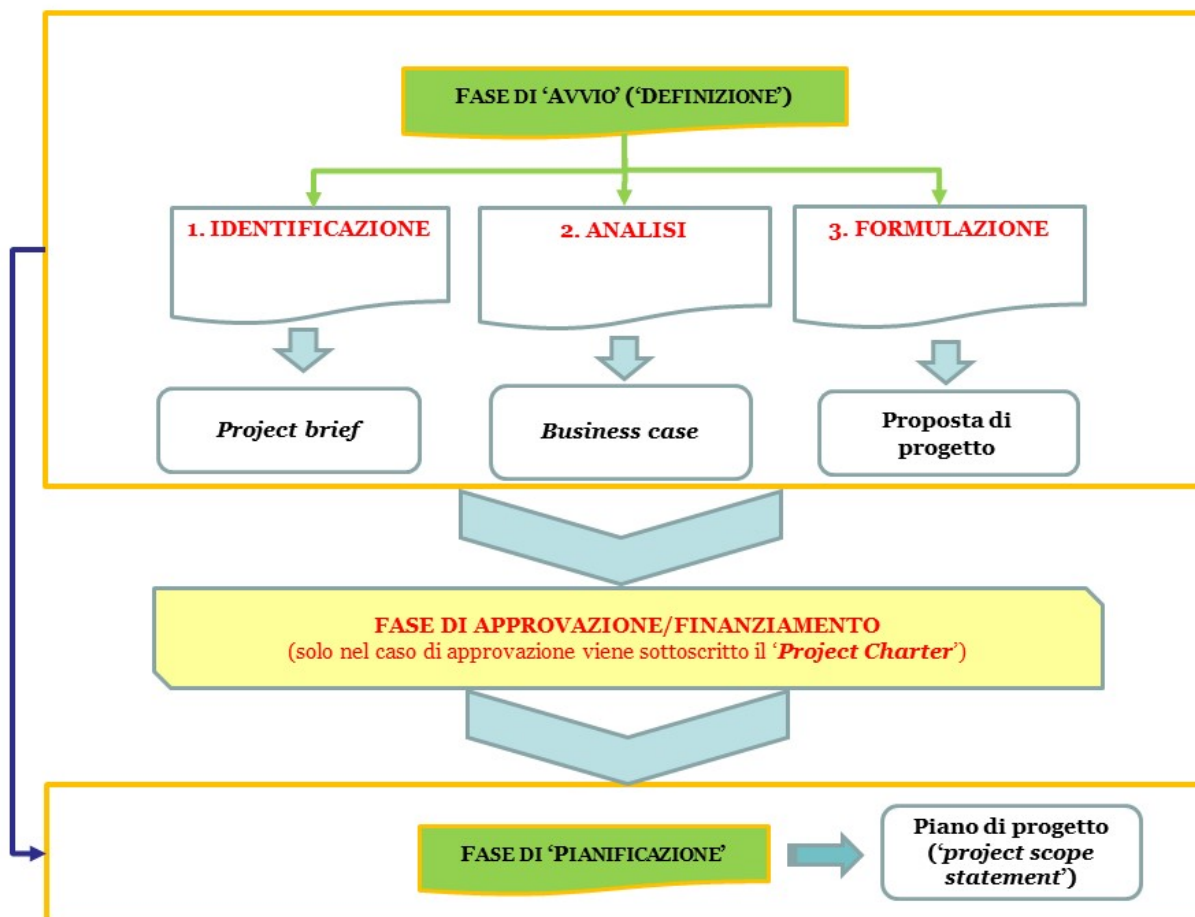 FASE DI ‘AVVIO’ (‘DEFINIZIONE’)
1. IDENTIFICAZIONE
2. ANALISI
3. FORMULAZIONE
Project brief
Business case
Proposta di
progetto
FASE DI APPROVAZIONE/FINANZIAMENTO
(solo nel caso di approvazione viene sottoscritto il ‘Project Charter’)
FASE DI ‘PIANIFICAZIONE’
Piano di progetto
(‘project scope
statement’)